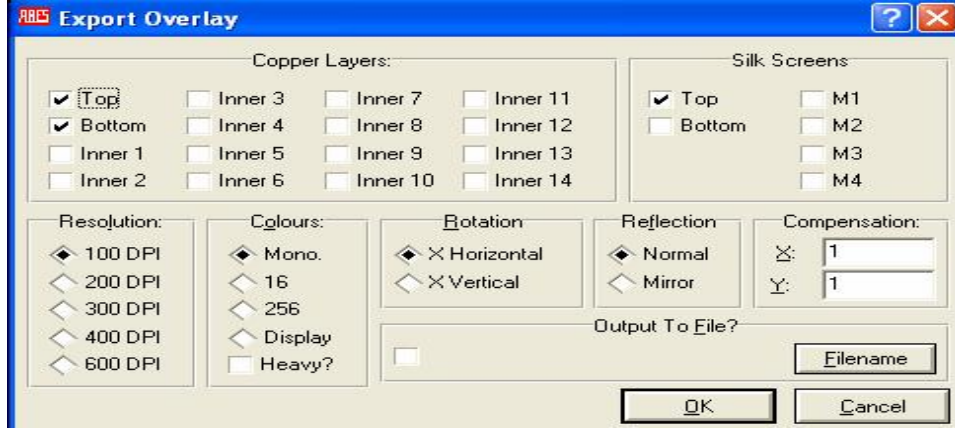 ARES Export Overlay
Copper Layers: Silk Screens
Top Inner 3 Inner 7 Inner 11 Top M1
Bottom Inner 4 Inner 8 Inner 12 Bottom M2
Inner 1 Inner 5 Inner 9 Inner 13 M3
Inner 2 Inner 6 Inner 10 Inner 14 M4
Resolution: Colours: Rotation Reflection Compensation:
100 DPI Mono. X Horizontal Normal X: 1
200 DPI 16 X Vertical Mirror Y: 1
300 DPI 256
Output To File?
400 DPI Display
600 DPI Heavy? Filename
OK Cancel